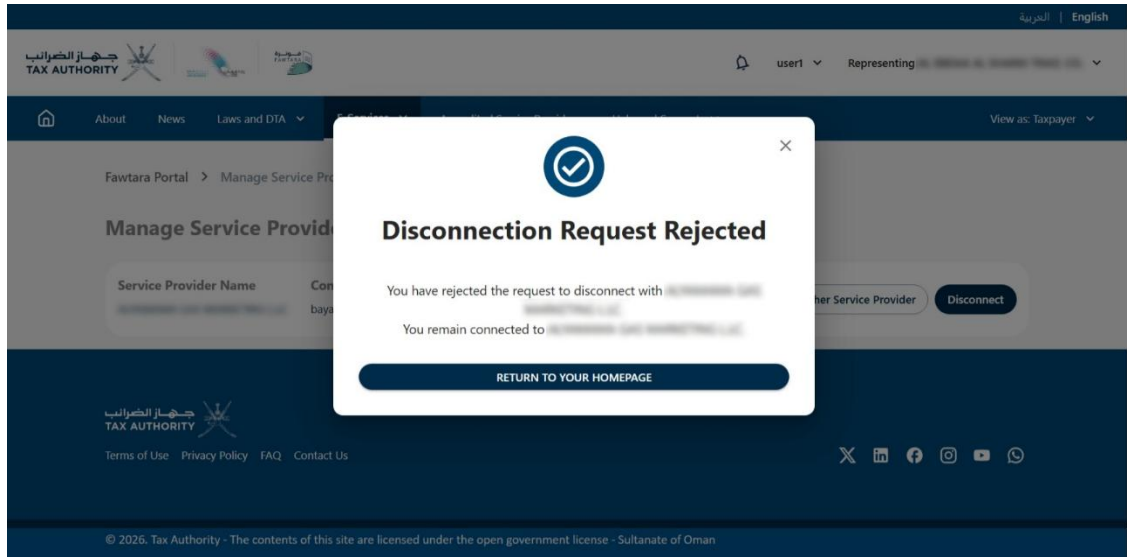 العربية | English
جهاز الضرائب
TAX AUTHORITY
user1 Representing
About News Laws and DTA E-Services View as: Taxpayer
Fawtara Portal > Manage Service
Manage Service Provid
Service Provider Name Con
baya
her Service Provider Disconnect
Disconnection Request Rejected
You have rejected the request to disconnect with
You remain connected to
RETURN TO YOUR HOMEPAGE
جهاز الضرائب
TAX AUTHORITY
Terms of Use Privacy Policy FAQ Contact Us
© 2026. Tax Authority - The contents of this site are licensed under the open government license - Sultanate of Oman